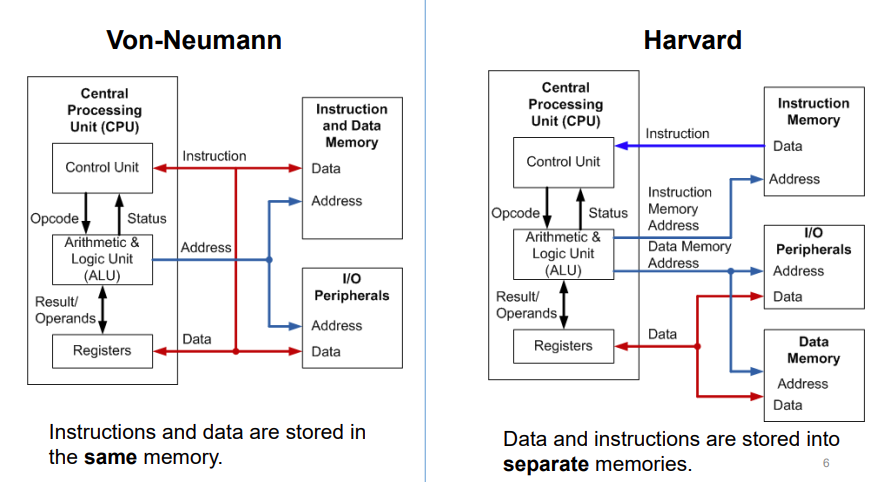 Von-Neumann
Central
Processing
Unit (CPU)
Control Unit
Opcode
Status
Arithmetic &
Logic Unit
(ALU)
Result/
Operands
Registers
Instruction
Address
Data
Instruction
and Data
Memory
Data
Address
I/O
Peripherals
Address
Data
Instructions and data are stored in
the same memory.
Harvard
Central
Processing
Unit (CPU)
Control Unit
Opcode
Status
Arithmetic &
Logic Unit
(ALU)
Result/
Operands
Registers
Instruction
Instruction
Memory
Address
Data Memory
Address
Data
Instruction
Memory
Data
Address
I/O
Peripherals
Address
Data
Data
Memory
Address
Data
Data and instructions are stored into
separate memories.
6